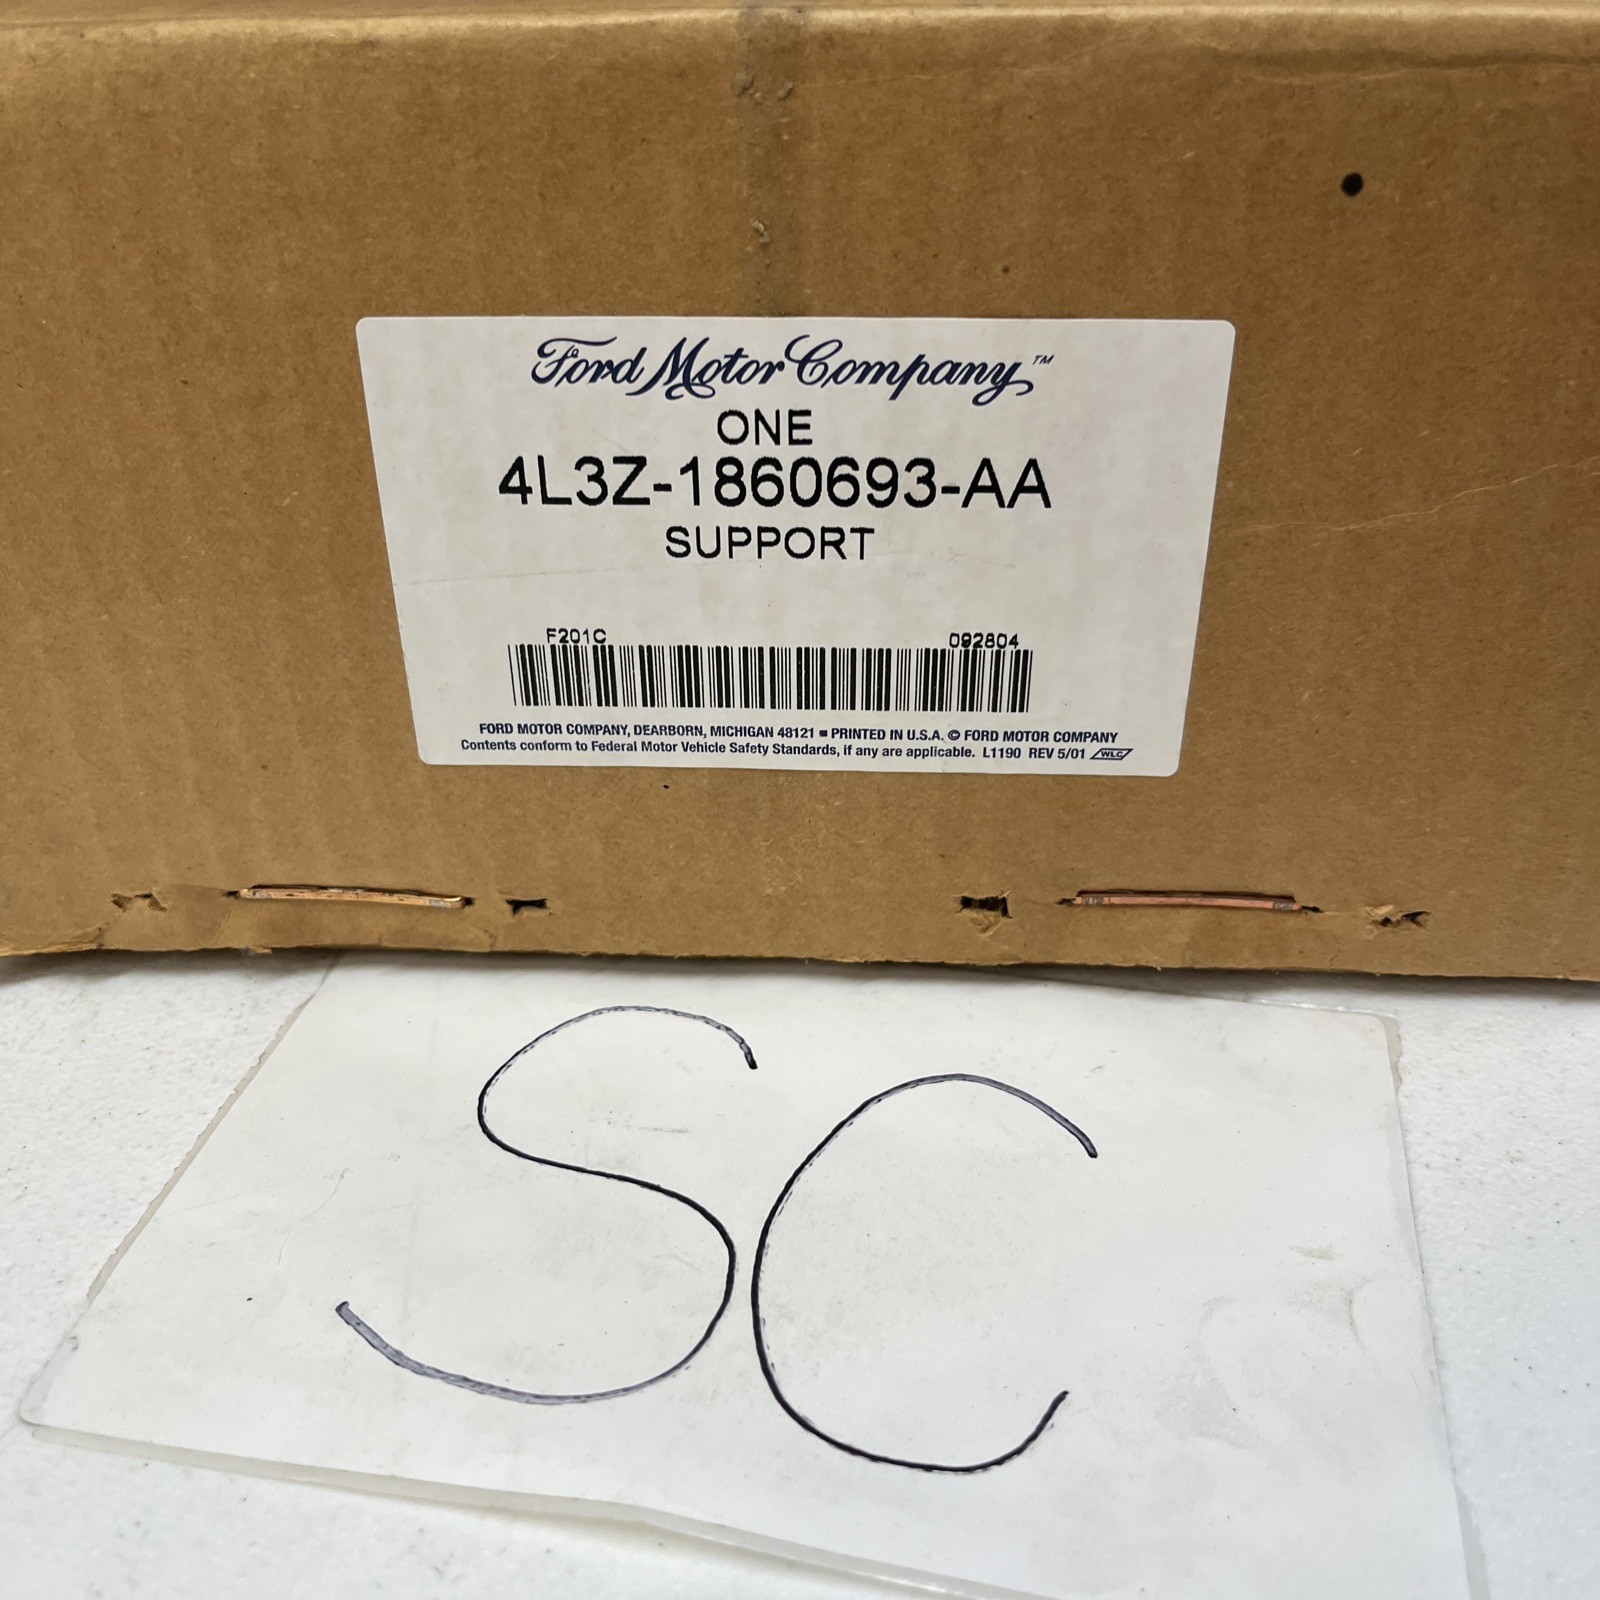 Ford Motor Company™
ONE
4L3Z-1860693-AA
SUPPORT
F201C 092804
FORD MOTOR COMPANY, DEARBORN, MICHIGAN 48121 ■ PRINTED IN U.S.A. © FORD MOTOR COMPANY
Contents conform to Federal Motor Vehicle Safety Standards, if any are applicable. L1190 REV 5/01 WLC
SC